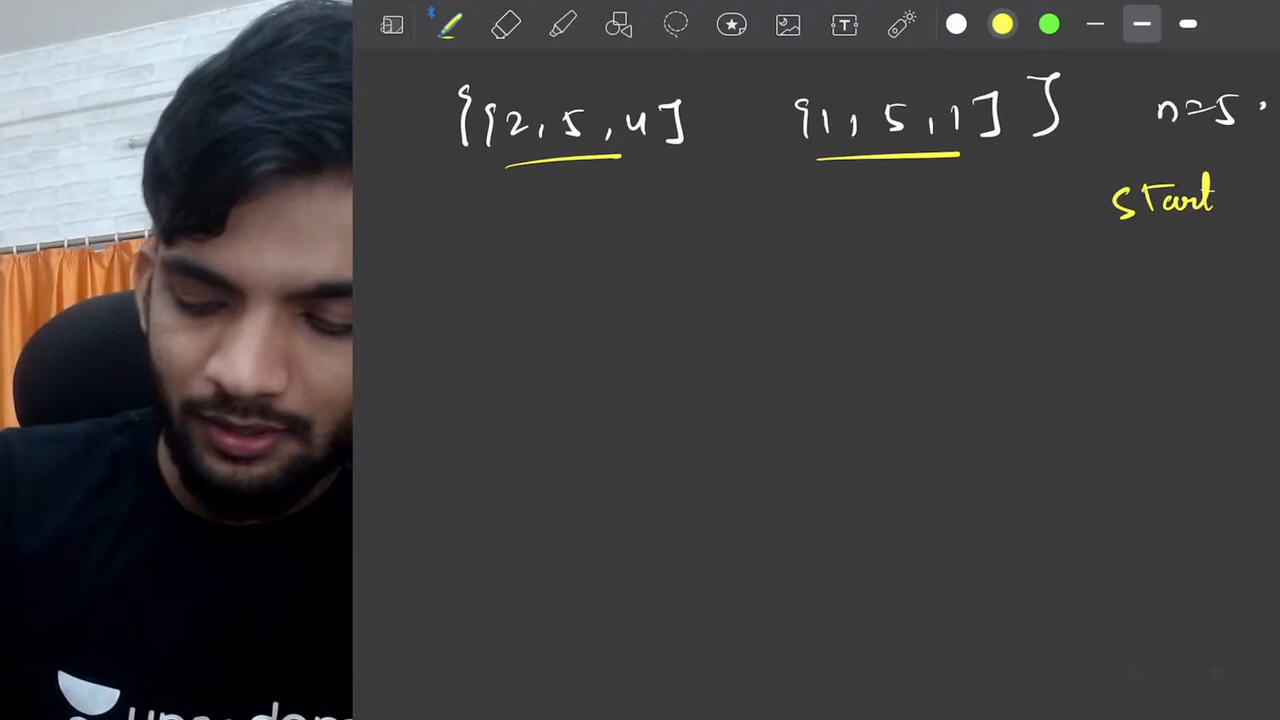 {{2, 5, 4] {1, 5, 1] } n=5
start